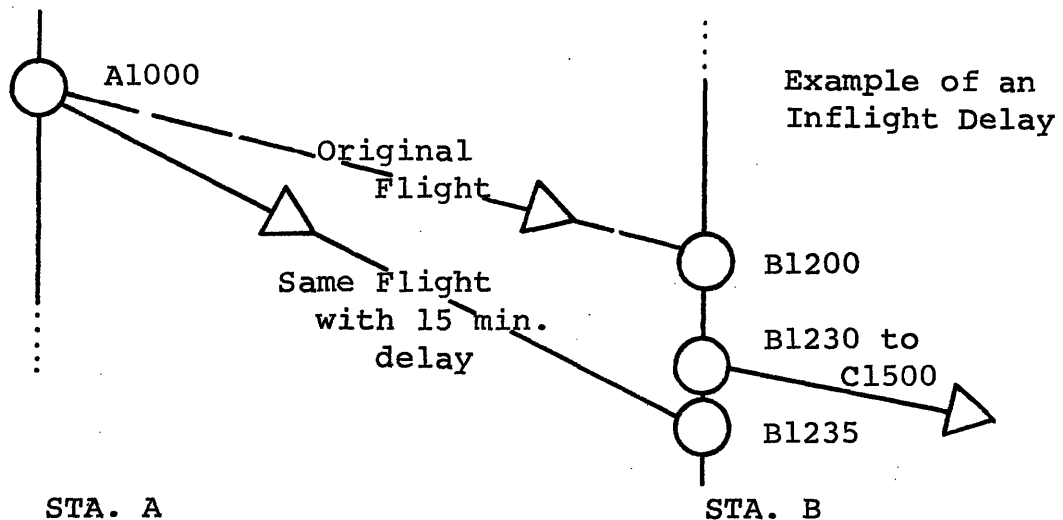 A1000
Example of an
Inflight Delay
Original
Flight
B1200
Same Flight
with 15 min.
delay
B1230 to
C1500
B1235
STA. A
STA. B